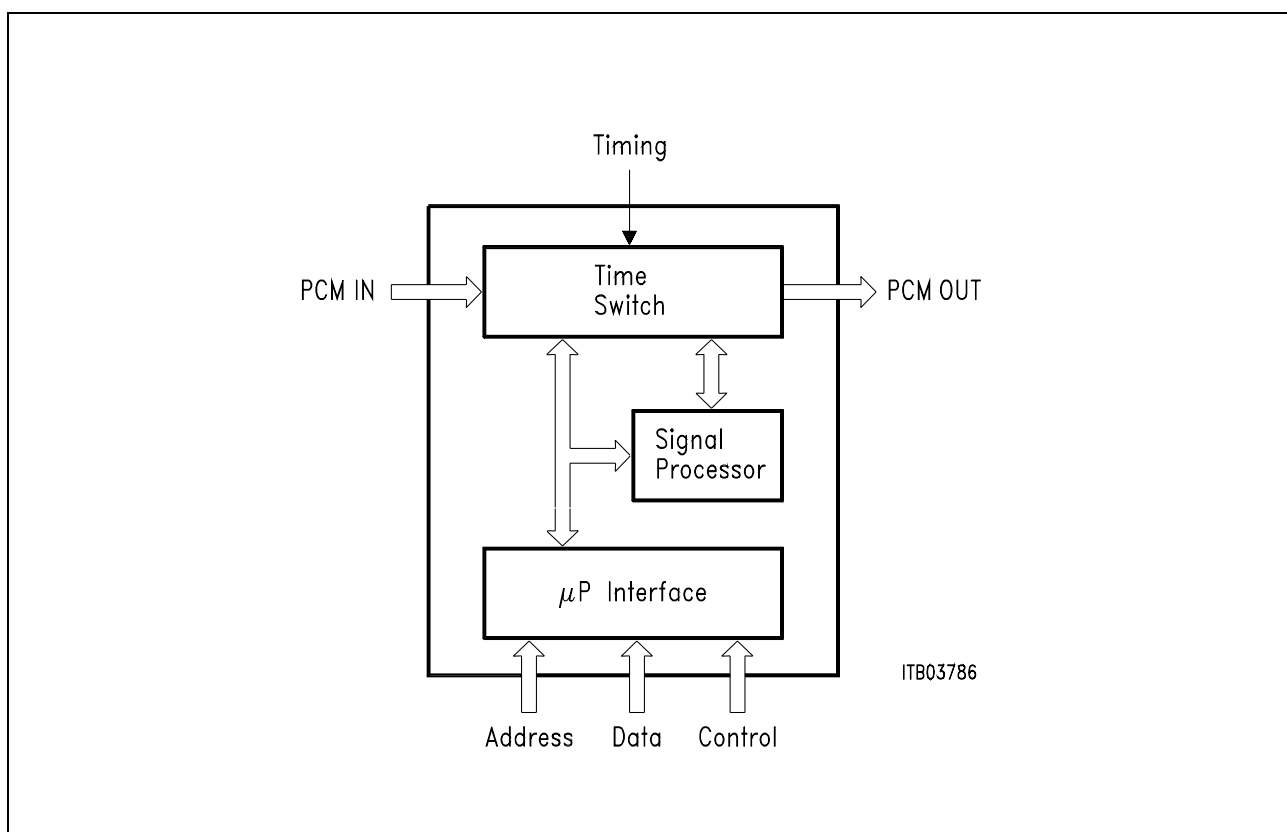 Timing
PCM IN
Time
Switch
PCM OUT
Signal
Processor
μP Interface
ITB03786
Address Data Control